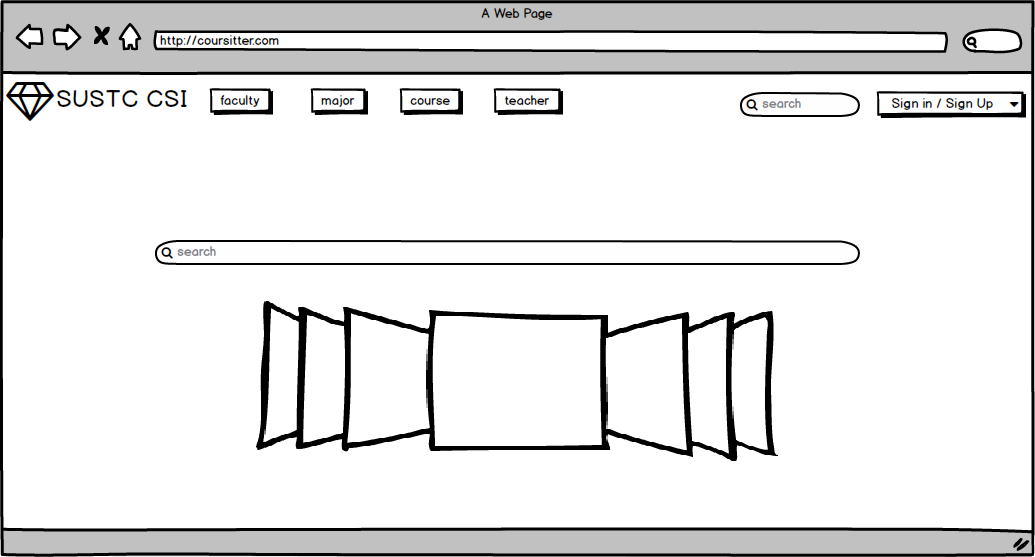 A Web Page
http://coursitter.com
SUSTC CSI
faculty
major
course
teacher
search
Sign in / Sign Up
search